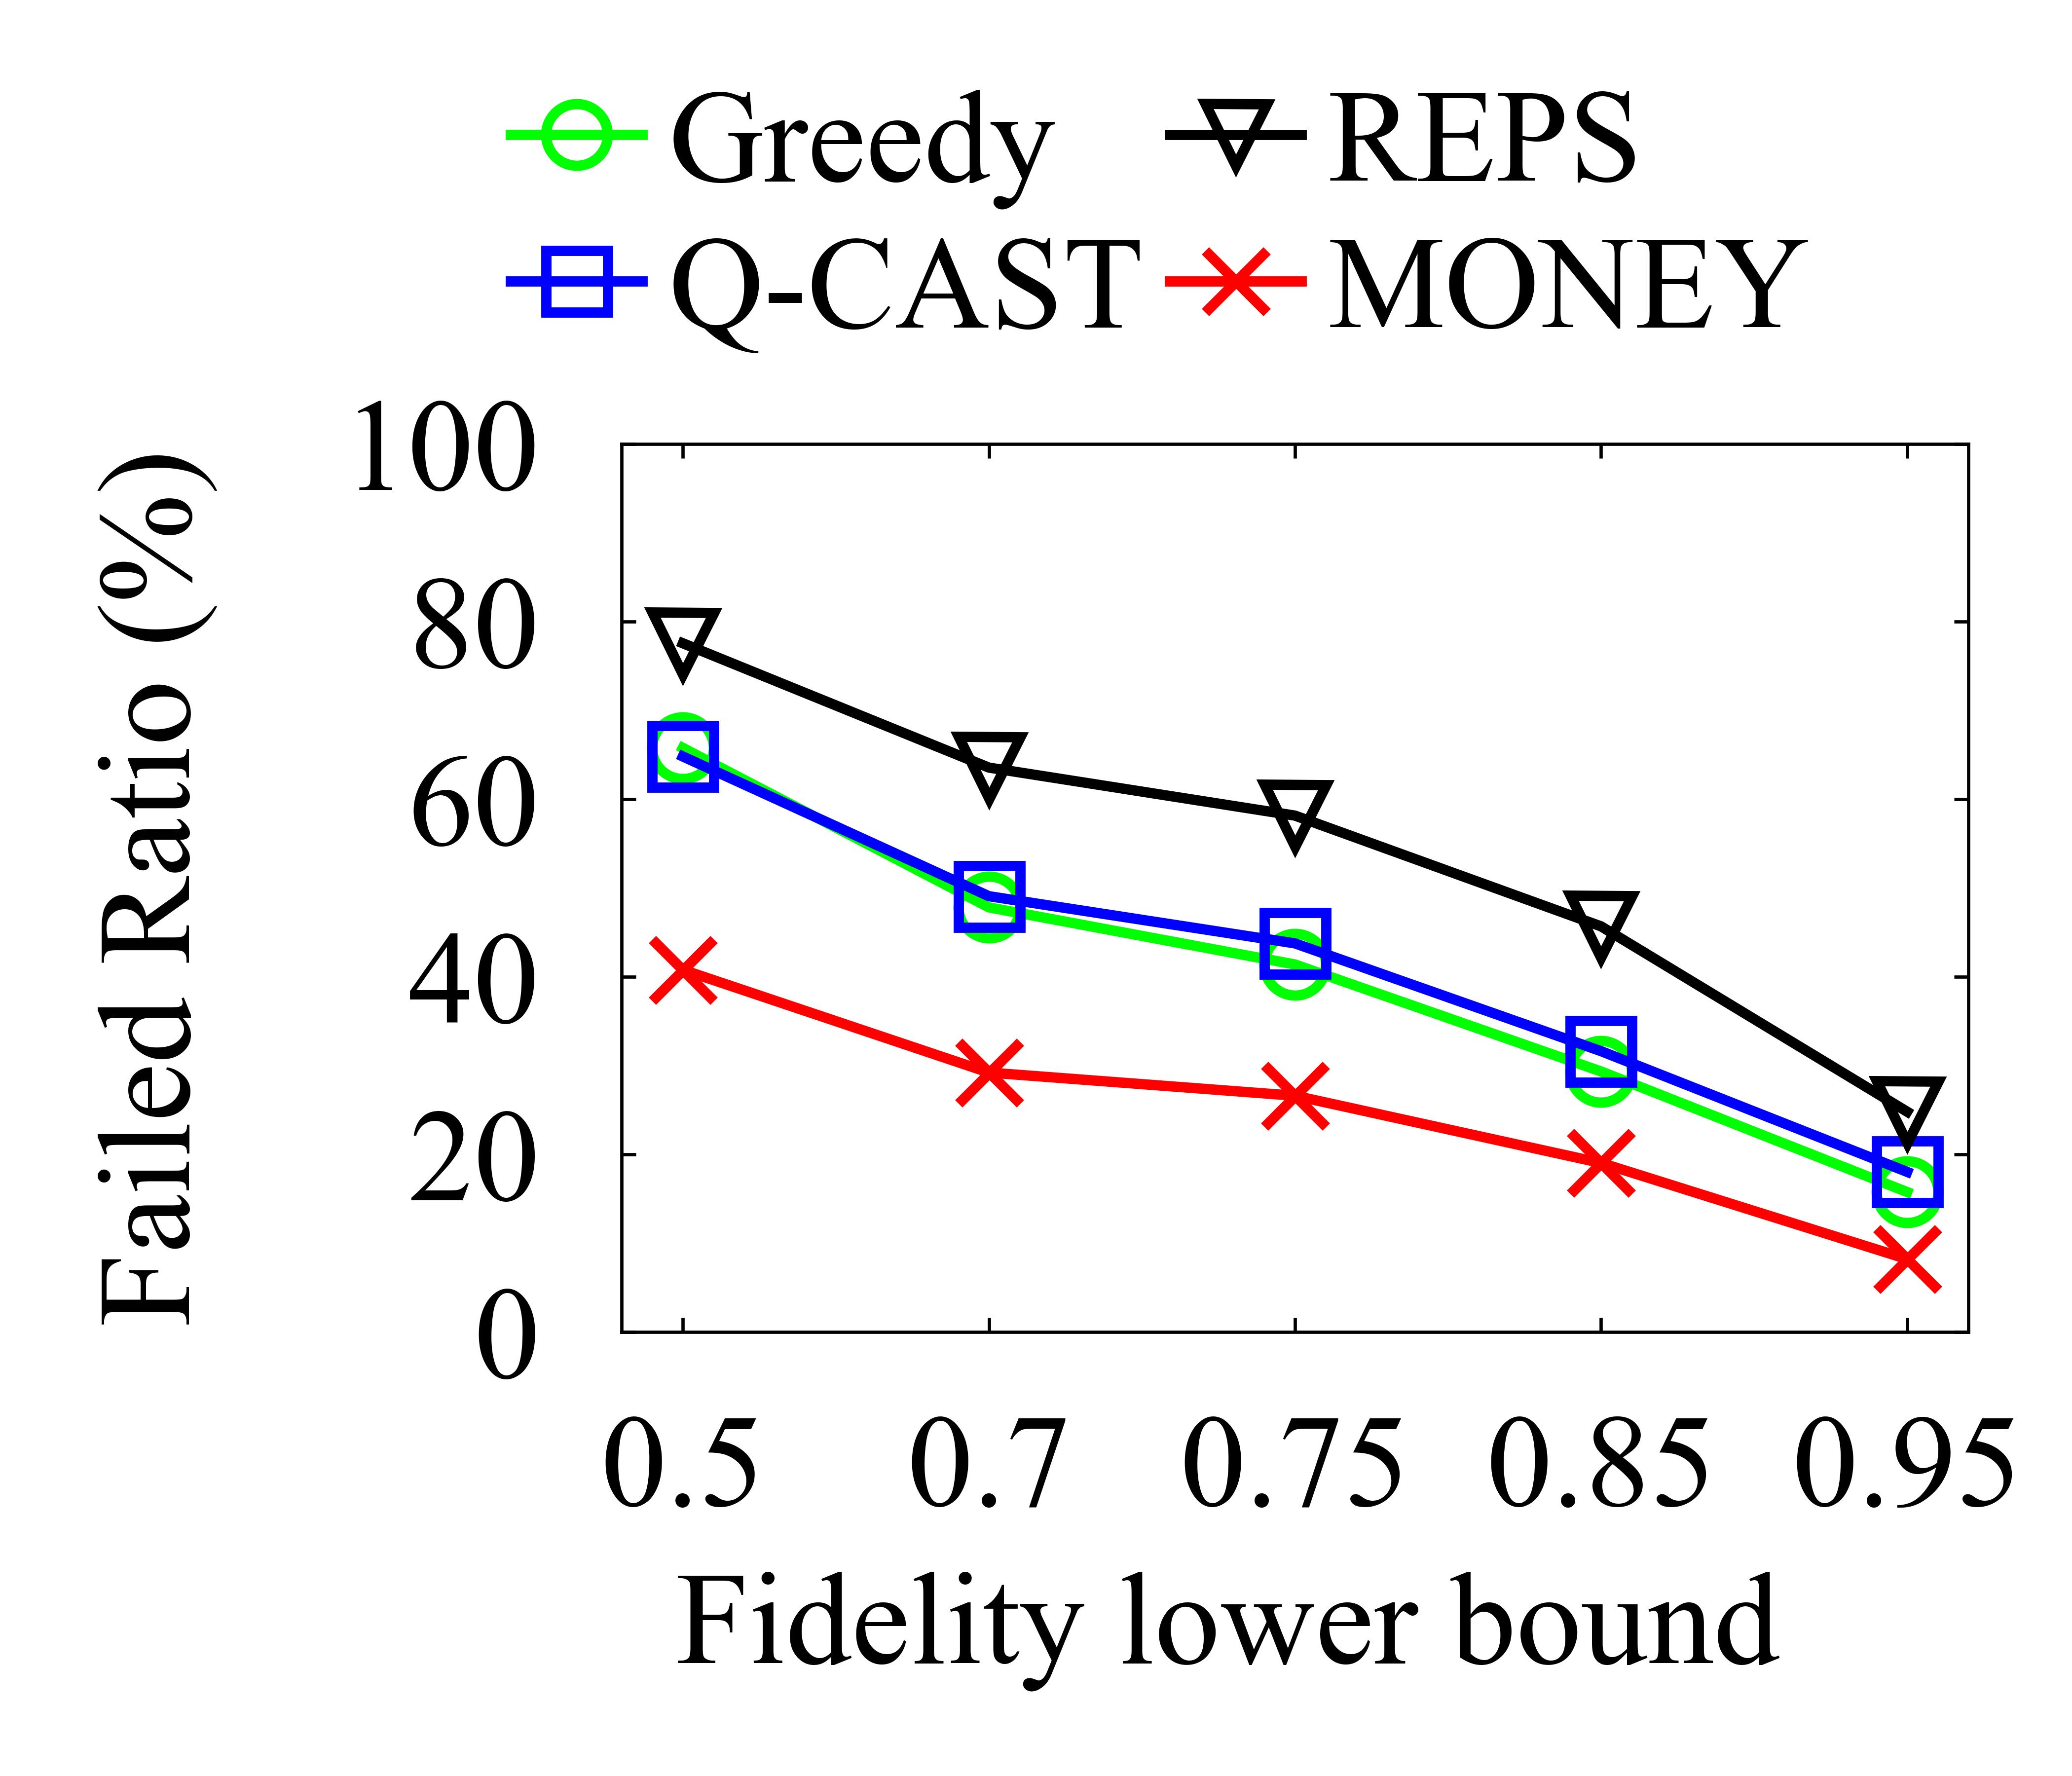 Greedy REPS
Q-CAST MONEY
Failed Ratio (%)
100
80
60
40
20
0
0.5 0.7 0.75 0.85 0.95
Fidelity lower bound